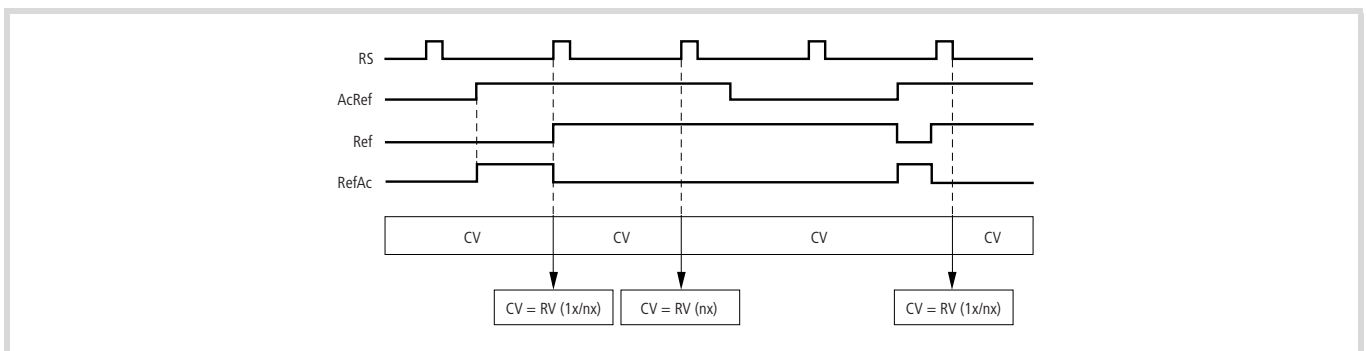 RS
AcRef
Ref
RefAc
CV CV CV CV
CV = RV (1x/nx) CV = RV (nx) CV = RV (1x/nx)